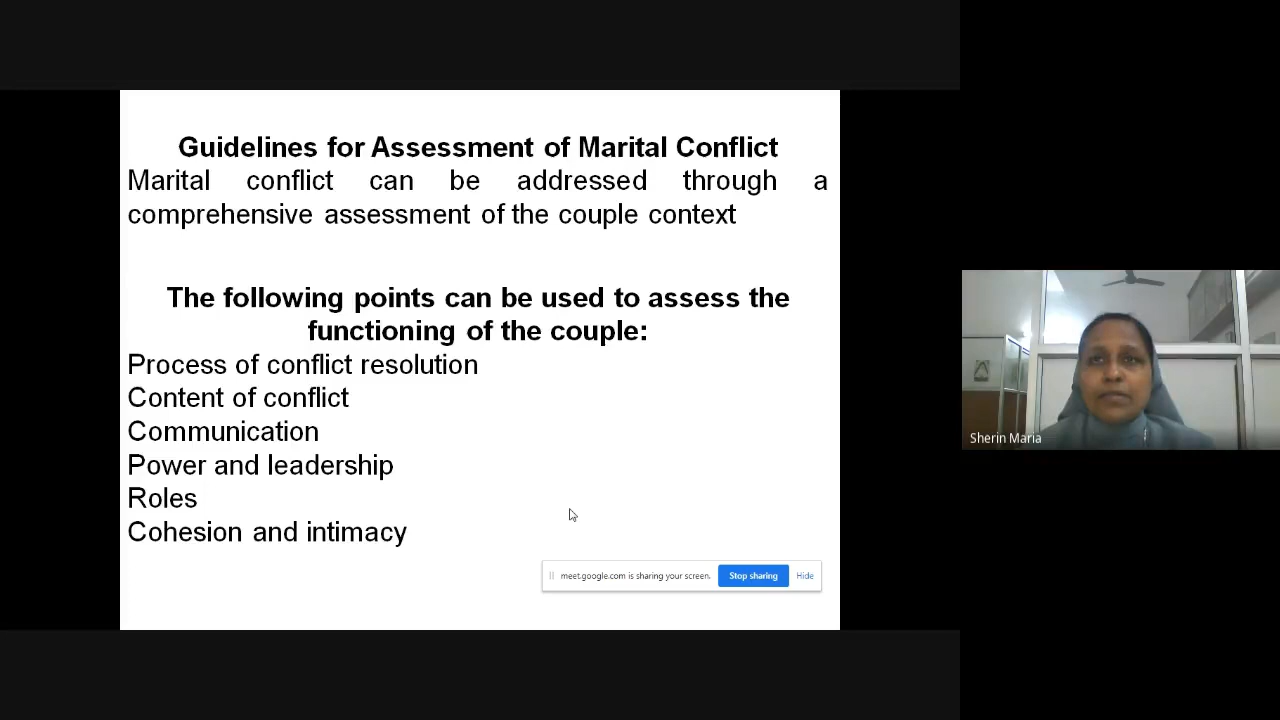 Guidelines for Assessment of Marital Conflict
Marital conflict can be addressed through a
comprehensive assessment of the couple context
The following points can be used to assess the
functioning of the couple:
Process of conflict resolution
Content of conflict
Communication
Power and leadership
Roles
Cohesion and intimacy
meet.google.com is sharing your screen.
Stop sharing
Hide
Sherin Maria